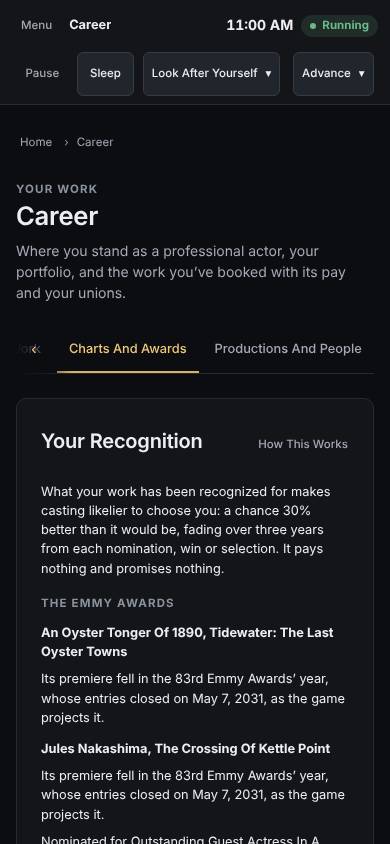 Menu Career 11:00 AM Running
Pause Sleep Look After Yourself ▾ Advance ▾
Home › Career
YOUR WORK
Career
Where you stand as a professional actor, your
portfolio, and the work you've booked with its pay
and your unions.
‹ Charts And Awards Productions And People
Your Recognition How This Works
What your work has been recognized for makes
casting likelier to choose you: a chance 30%
better than it would be, fading over three years
from each nomination, win or selection. It pays
nothing and promises nothing.
THE EMMY AWARDS
An Oyster Tonger Of 1890, Tidewater: The Last
Oyster Towns
Its premiere fell in the 83rd Emmy Awards' year,
whose entries closed on May 7, 2031, as the game
projects it.
Jules Nakashima, The Crossing Of Kettle Point
Its premiere fell in the 83rd Emmy Awards' year,
whose entries closed on May 7, 2031, as the game
projects it.
Nominated for Outstanding Guest Actress In A